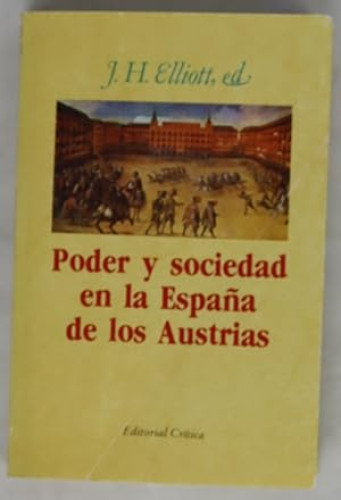 J. H. Elliott, ed.
Poder y sociedad
en la España
de los Austrias
Editorial Crítica